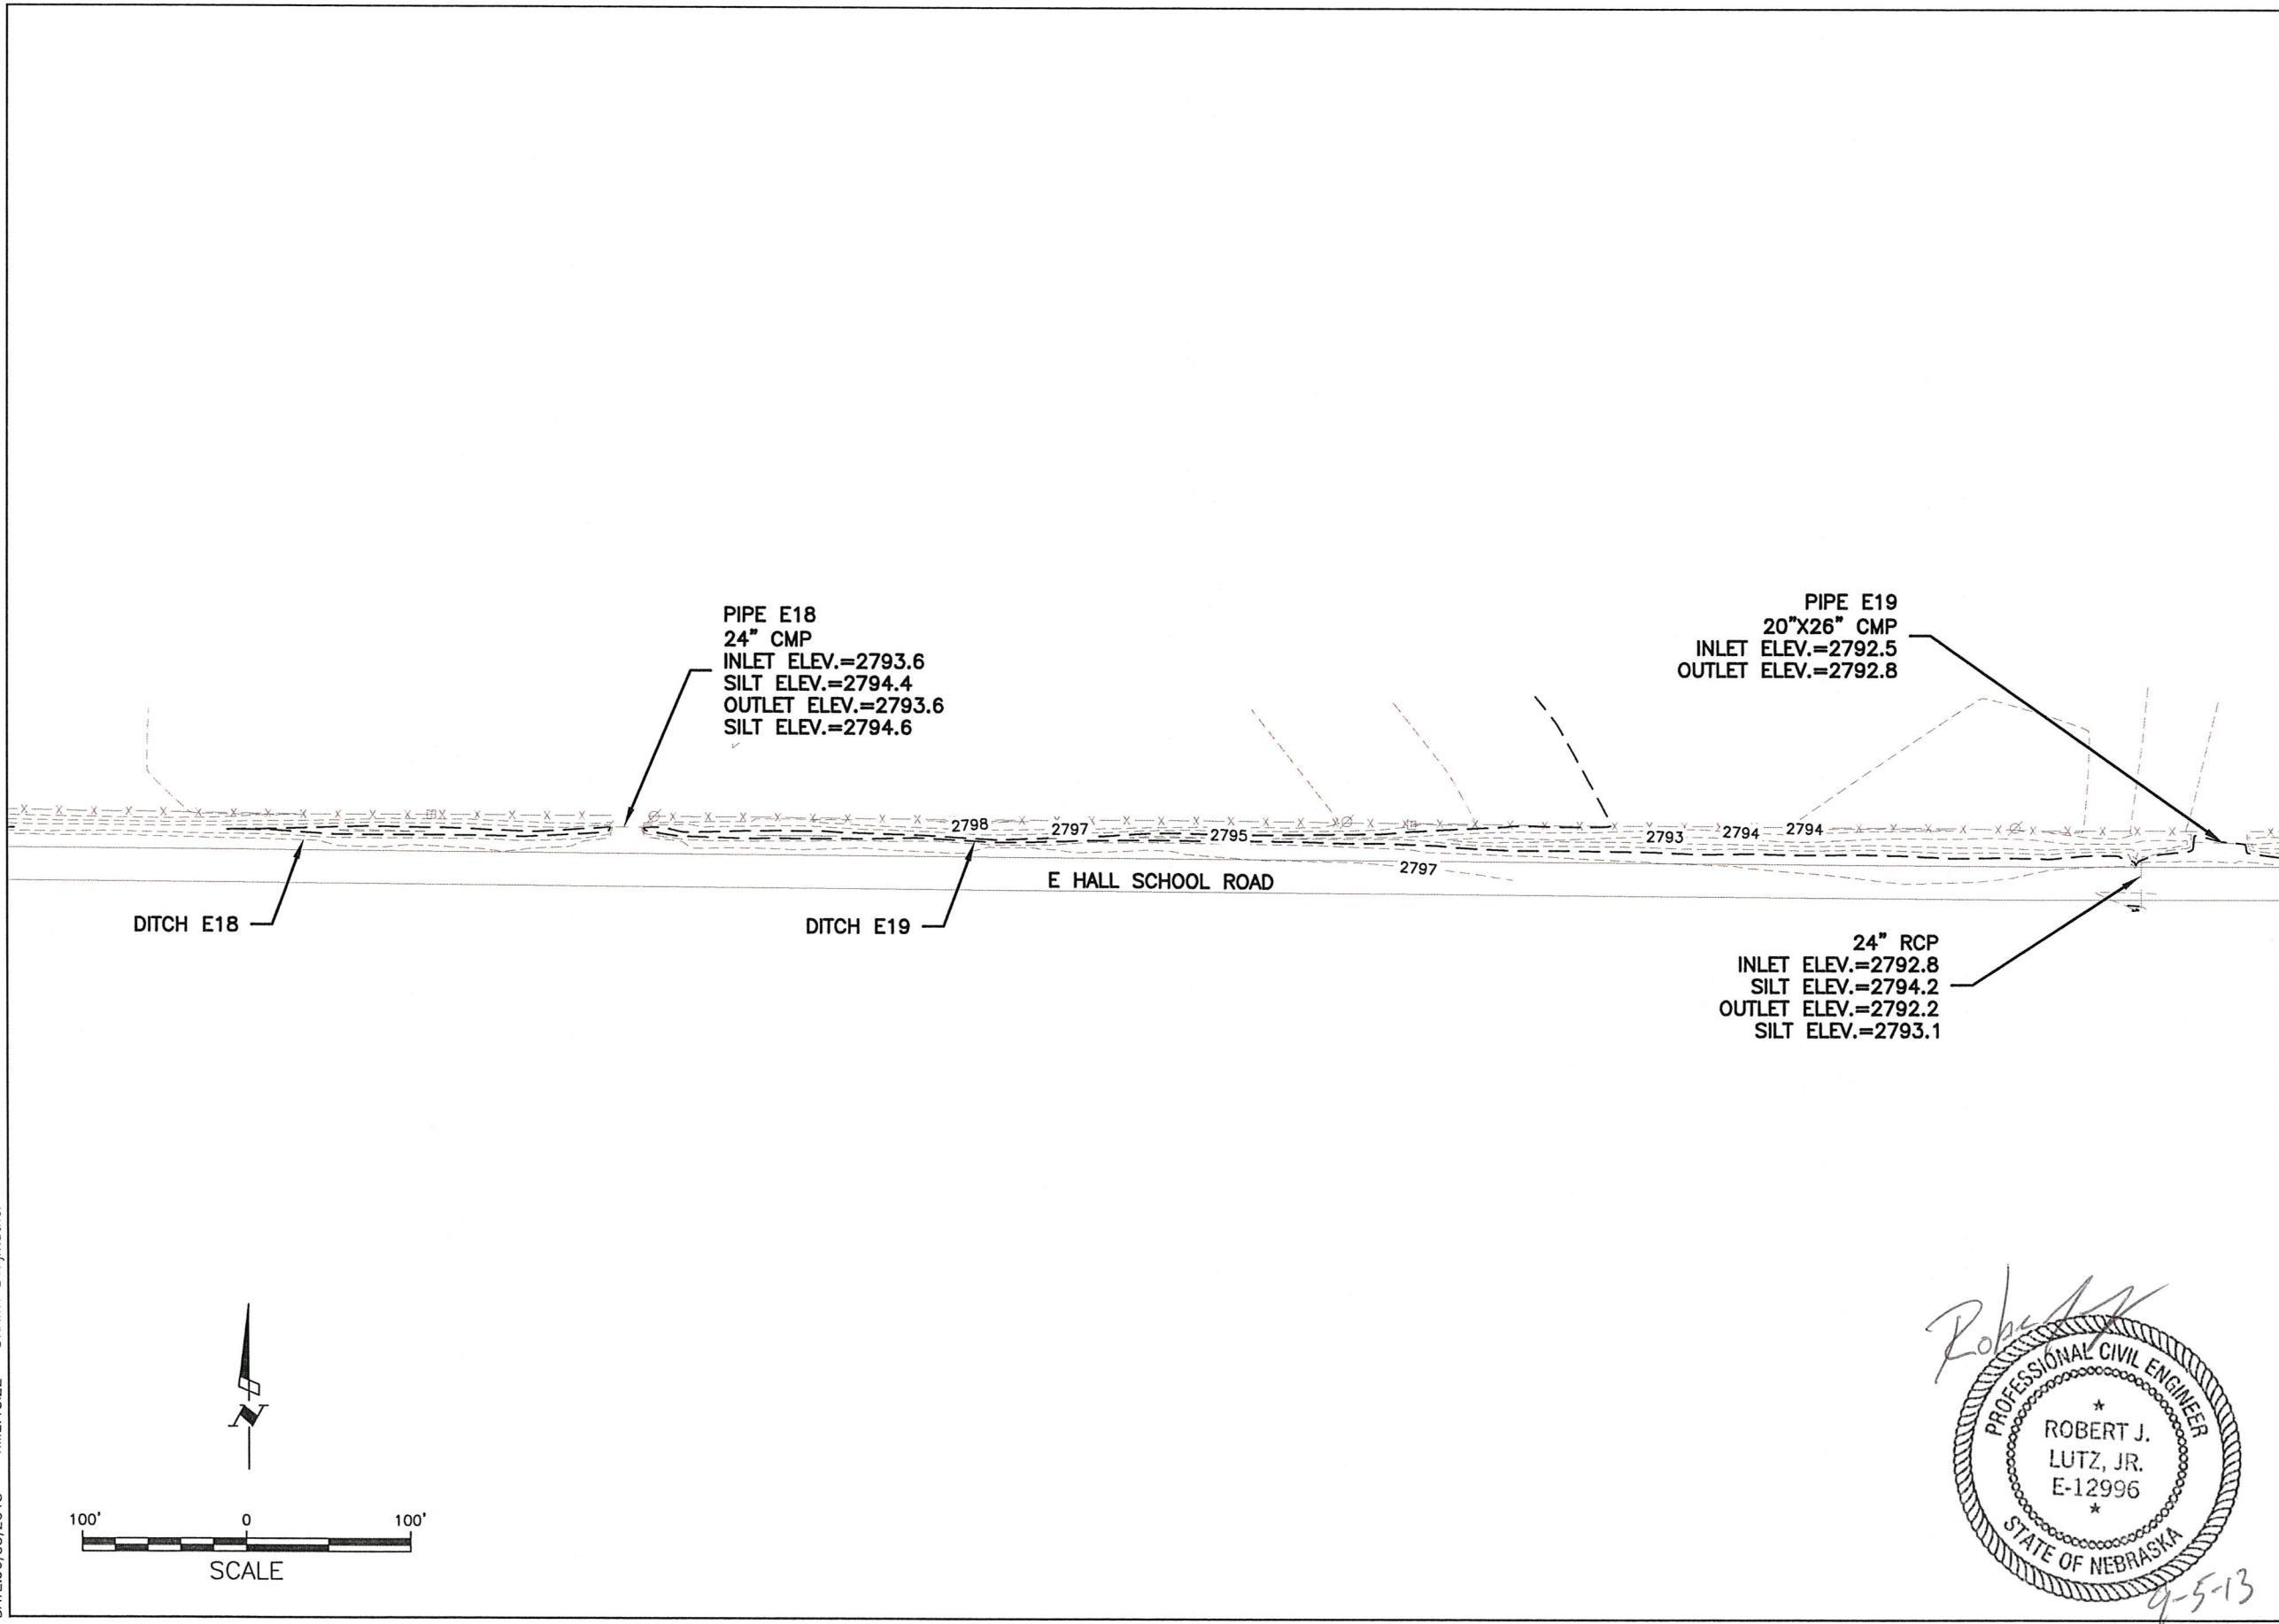 PIPE E18
24" CMP
INLET ELEV.=2793.6
SILT ELEV.=2794.4
OUTLET ELEV.=2793.6
SILT ELEV.=2794.6
PIPE E19
20"X26" CMP
INLET ELEV.=2792.5
OUTLET ELEV.=2792.8
2798
2797
2795
2793
2794
2794
2797
E HALL SCHOOL ROAD
DITCH E18
DITCH E19
24" RCP
INLET ELEV.=2792.8
SILT ELEV.=2794.2
OUTLET ELEV.=2792.2
SILT ELEV.=2793.1
N
100' 0 100'
SCALE
PROFESSIONAL CIVIL ENGINEER
ROBERT J.
LUTZ, JR.
E-12996
STATE OF NEBRASKA
9-5-13